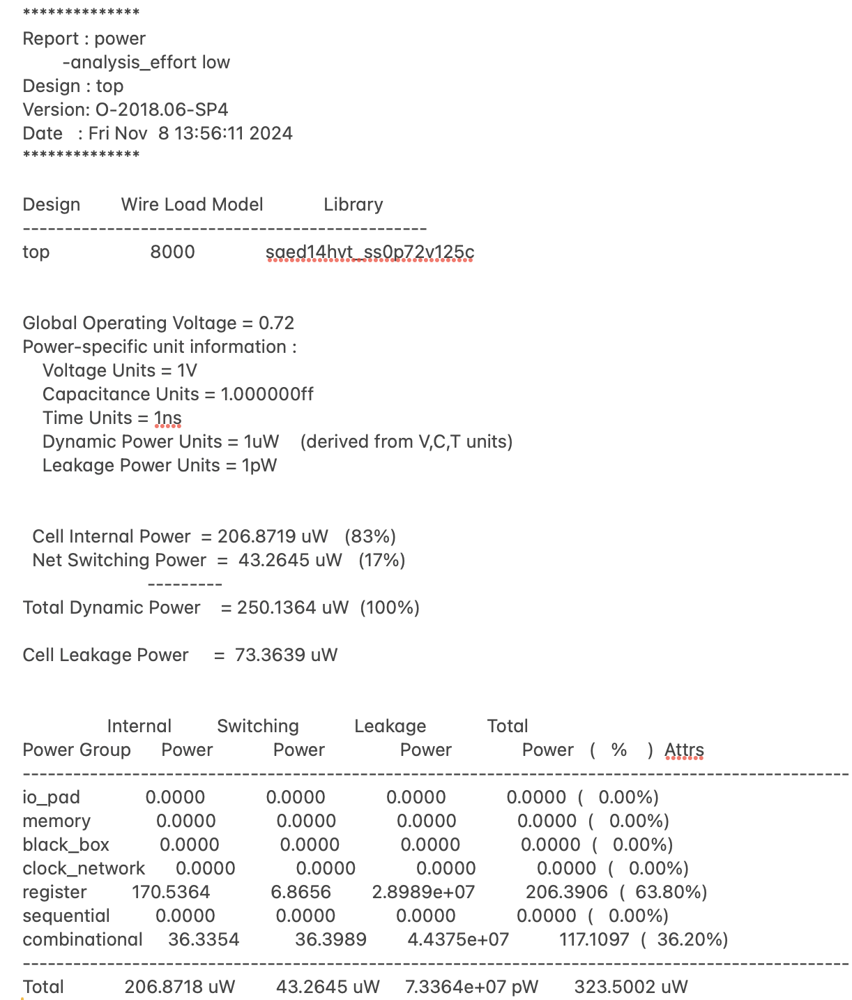 **************
Report : power
-analysis_effort low
Design : top
Version: O-2018.06-SP4
Date : Fri Nov 8 13:56:11 2024
**************
Design Wire Load Model Library
------------------------------------------------
top 8000 saed14hvt_ss0p72v125c
Global Operating Voltage = 0.72
Power-specific unit information :
Voltage Units = 1V
Capacitance Units = 1.000000ff
Time Units = 1ns
Dynamic Power Units = 1uW (derived from V,C,T units)
Leakage Power Units = 1pW
Cell Internal Power = 206.8719 uW (83%)
Net Switching Power = 43.2645 uW (17%)
---------
Total Dynamic Power = 250.1364 uW (100%)
Cell Leakage Power = 73.3639 uW
Internal Switching Leakage Total
Power Group Power Power Power Power ( % ) Attrs
--------------------------------------------------------------------------------------------------
io_pad 0.0000 0.0000 0.0000 0.0000 ( 0.00%)
memory 0.0000 0.0000 0.0000 0.0000 ( 0.00%)
black_box 0.0000 0.0000 0.0000 0.0000 ( 0.00%)
clock_network 0.0000 0.0000 0.0000 0.0000 ( 0.00%)
register 170.5364 6.8656 2.8989e+07 206.3906 ( 63.80%)
sequential 0.0000 0.0000 0.0000 0.0000 ( 0.00%)
combinational 36.3354 36.3989 4.4375e+07 117.1097 ( 36.20%)
--------------------------------------------------------------------------------------------------
Total 206.8718 uW 43.2645 uW 7.3364e+07 pW 323.5002 uW